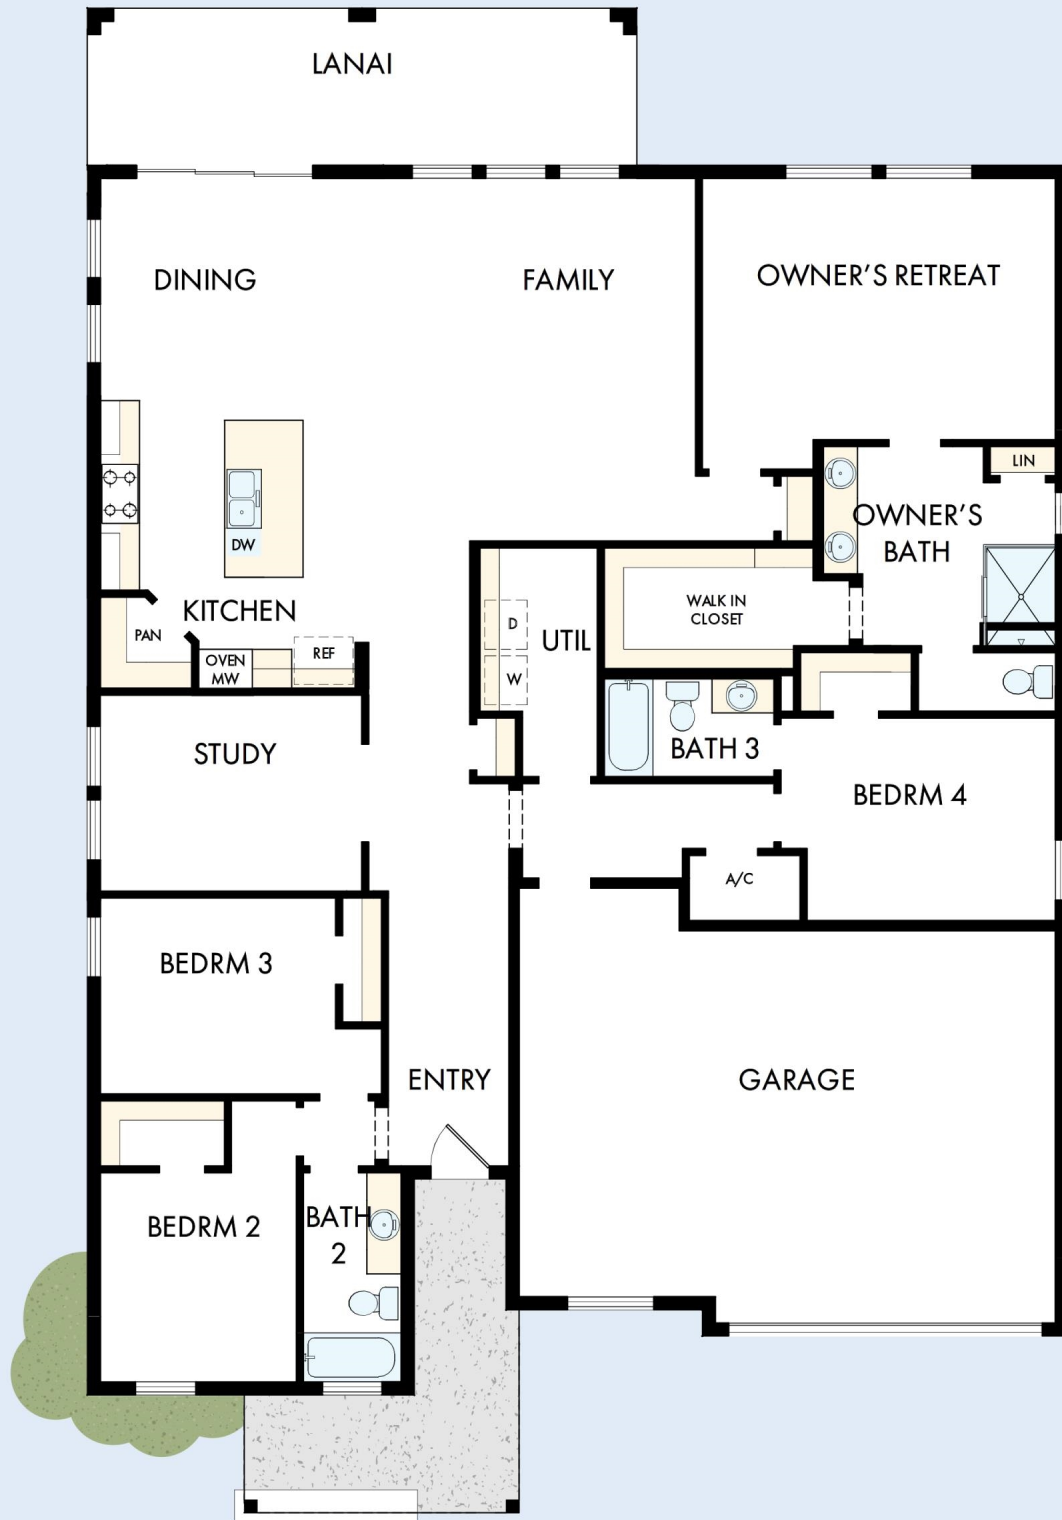 LANAI
DINING
FAMILY
OWNER'S RETREAT
LIN
OWNER'S
BATH
DW
KITCHEN
PAN
OVEN
MW
REF
D
W
UTIL
WALK IN
CLOSET
STUDY
BATH 3
BEDRM 4
A/C
BEDRM 3
ENTRY
GARAGE
BEDRM 2
BATH
2